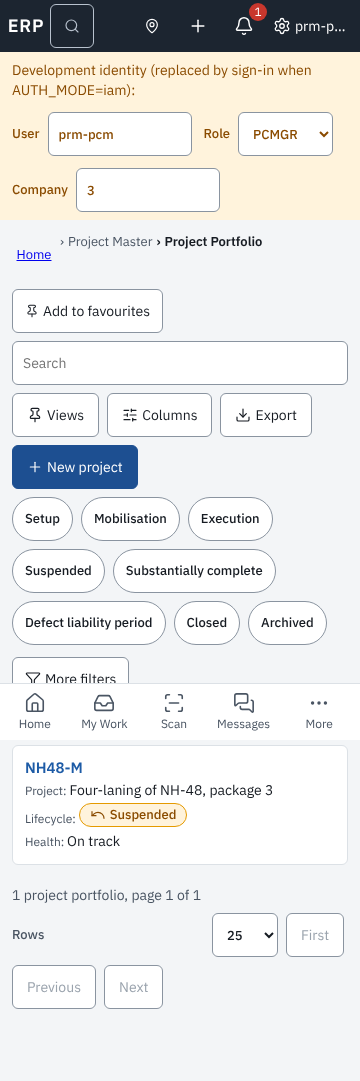 ERP
1
prm-p...
Development identity (replaced by sign-in when
AUTH_MODE=iam):
User prm-pcm Role PCMGR
Company 3
Home › Project Master › Project Portfolio
Add to favourites
Search
Views Columns Export
New project
Setup Mobilisation Execution
Suspended Substantially complete
Defect liability period Closed Archived
More filters
Home My Work Scan Messages More
NH48-M
Project: Four-laning of NH-48, package 3
Lifecycle: Suspended
Health: On track
1 project portfolio, page 1 of 1
Rows 25 First
Previous Next